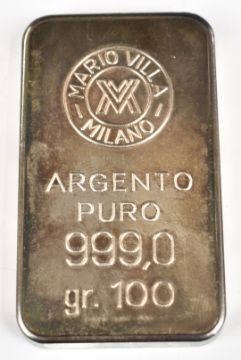 MARIO VILLA
MILANO
ARGENTO
PURO
999,0
gr. 100